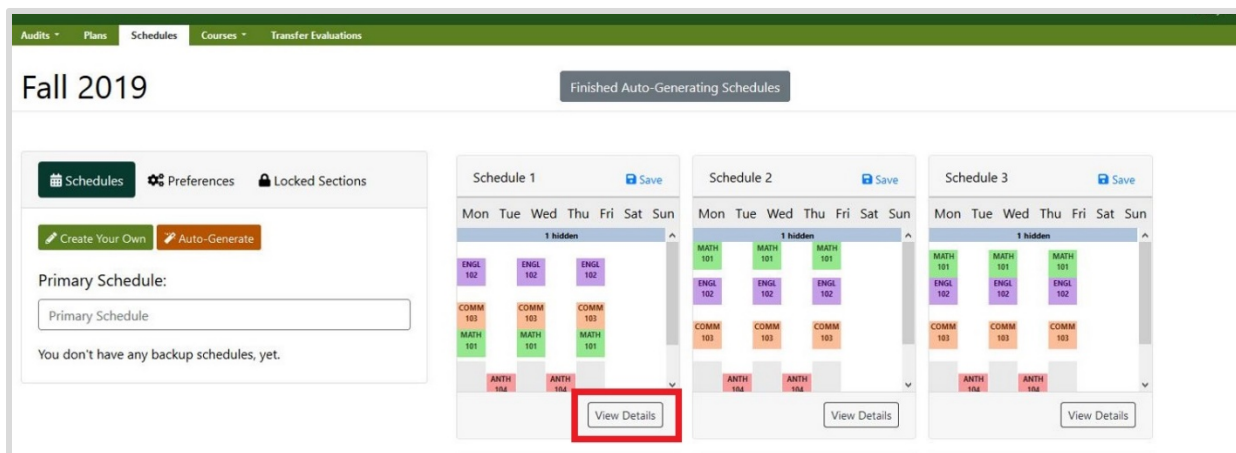 Audits Plans Schedules Courses Transfer Evaluations
Fall 2019
Finished Auto-Generating Schedules
Schedules Preferences Locked Sections
Create Your Own Auto-Generate
Primary Schedule:
Primary Schedule
You don't have any backup schedules, yet.
Schedule 1 Save
Mon Tue Wed Thu Fri Sat Sun
1 hidden
ENGL 102 ENGL 102 ENGL 102
COMM 103 COMM 103 COMM 103
MATH 101 MATH 101 MATH 101
ANTH 104 ANTH 104
View Details
Schedule 2 Save
Mon Tue Wed Thu Fri Sat Sun
1 hidden
MATH 101 MATH 101 MATH 101
ENGL 102 ENGL 102 ENGL 102
COMM 103 COMM 103 COMM 103
ANTH 104 ANTH 104
View Details
Schedule 3 Save
Mon Tue Wed Thu Fri Sat Sun
1 hidden
MATH 101 MATH 101 MATH 101
ENGL 102 ENGL 102 ENGL 102
COMM 103 COMM 103 COMM 103
ANTH 104 ANTH 104
View Details